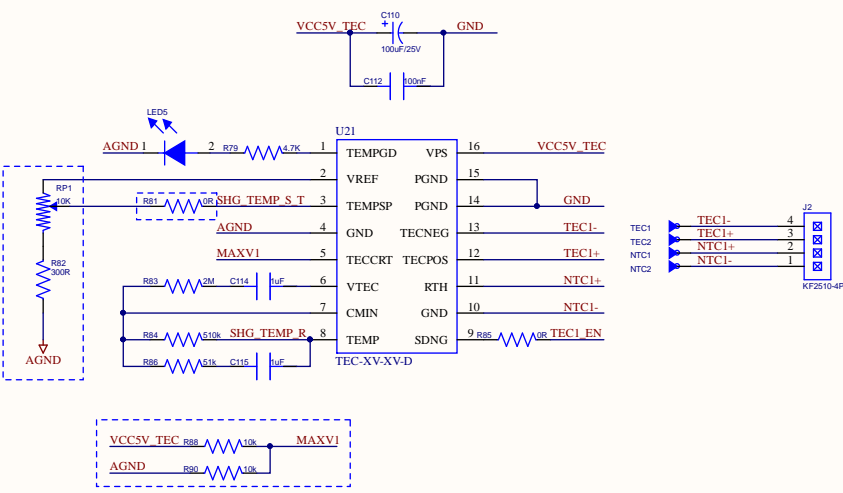 C110
VCC5V_TEC + GND
100uF/25V
C112 100nF
LED5
U21
AGND 1 2 R79 4.7K 1 TEMPGD VPS 16 VCC5V_TEC
2 VREF PGND 15
RP1
10K
R81 0R SHG_TEMP_S_T 3 TEMPSP PGND 14 GND
AGND 4 GND TECNEG 13 TEC1-
MAXV1 5 TECCRT TECPOS 12 TEC1+
R82
300R
R83 2M C114 1uF 6 VTEC RTH 11 NTC1+
7 CMIN GND 10 NTC1-
R84 510k SHG_TEMP_R 8 TEMP SDNG 9 R85 0R TEC1_EN
AGND
R86 51k C115 1uF
TEC-XV-XV-D
J2
TEC1 TEC1- 4
TEC2 TEC1+ 3
NTC1 NTC1+ 2
NTC2 NTC1- 1
KF2510-4P
VCC5V_TEC R88 10k MAXV1
AGND R90 10k